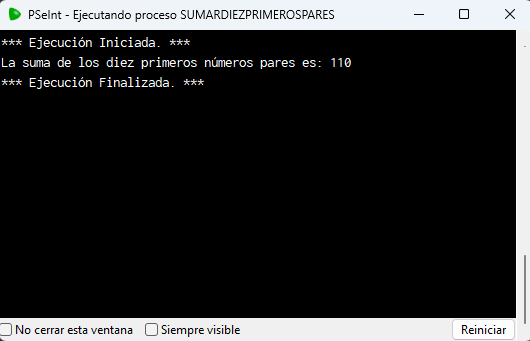 PSeInt - Ejecutando proceso SUMARDIEZPRIMEROSPARES
*** Ejecución Iniciada. ***
La suma de los diez primeros números pares es: 110
*** Ejecución Finalizada. ***
No cerrar esta ventana
Siempre visible
Reiniciar